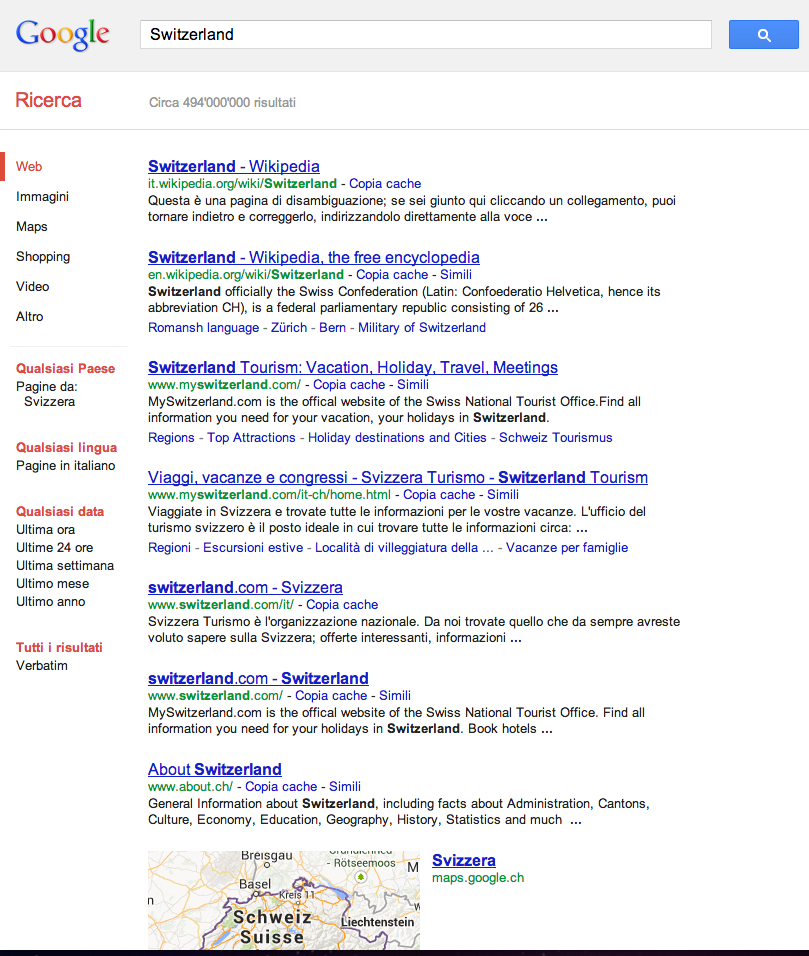 Google
Switzerland
Ricerca
Circa 494'000'000 risultati
Web
Immagini
Maps
Shopping
Video
Altro
Qualsiasi Paese
Pagine da:
Svizzera
Qualsiasi lingua
Pagine in italiano
Qualsiasi data
Ultima ora
Ultime 24 ore
Ultima settimana
Ultimo mese
Ultimo anno
Tutti i risultati
Verbatim
Switzerland - Wikipedia
it.wikipedia.org/wiki/Switzerland - Copia cache
Questa è una pagina di disambiguazione; se sei giunto qui cliccando un collegamento, puoi
tornare indietro e correggerlo, indirizzandolo direttamente alla voce ...
Switzerland - Wikipedia, the free encyclopedia
en.wikipedia.org/wiki/Switzerland - Copia cache - Simili
Switzerland officially the Swiss Confederation (Latin: Confoederatio Helvetica, hence its
abbreviation CH), is a federal parliamentary republic consisting of 26 ...
Romansh language - Zürich - Bern - Military of Switzerland
Switzerland Tourism: Vacation, Holiday, Travel, Meetings
www.myswitzerland.com/ - Copia cache - Simili
MySwitzerland.com is the offical website of the Swiss National Tourist Office.Find all
information you need for your vacation, your holidays in Switzerland.
Regions - Top Attractions - Holiday destinations and Cities - Schweiz Tourismus
Viaggi, vacanze e congressi - Svizzera Turismo - Switzerland Tourism
www.myswitzerland.com/it-ch/home.html - Copia cache - Simili
Viaggiate in Svizzera e trovate tutte le informazioni per le vostre vacanze. L'ufficio del
turismo svizzero è il posto ideale in cui trovare tutte le informazioni circa: ...
Regioni - Escursioni estive - Località di villeggiatura della ... - Vacanze per famiglie
switzerland.com - Svizzera
www.switzerland.com/it/ - Copia cache
Svizzera Turismo è l'organizzazione nazionale. Da noi trovate quello che da sempre avreste
voluto sapere sulla Svizzera; offerte interessanti, informazioni ...
switzerland.com - Switzerland
www.switzerland.com/ - Copia cache - Simili
MySwitzerland.com is the offical website of the Swiss National Tourist Office. Find all
information you need for your holidays in Switzerland. Book hotels ...
About Switzerland
www.about.ch/ - Copia cache - Simili
General Information about Switzerland, including facts about Administration, Cantons,
Culture, Economy, Education, Geography, History, Statistics and much ...
Breisgau
- Rötseemoos
M
Basel
Kreis 11
n
Schweiz
Suisse
Liechtenstein
Svizzera
maps.google.ch